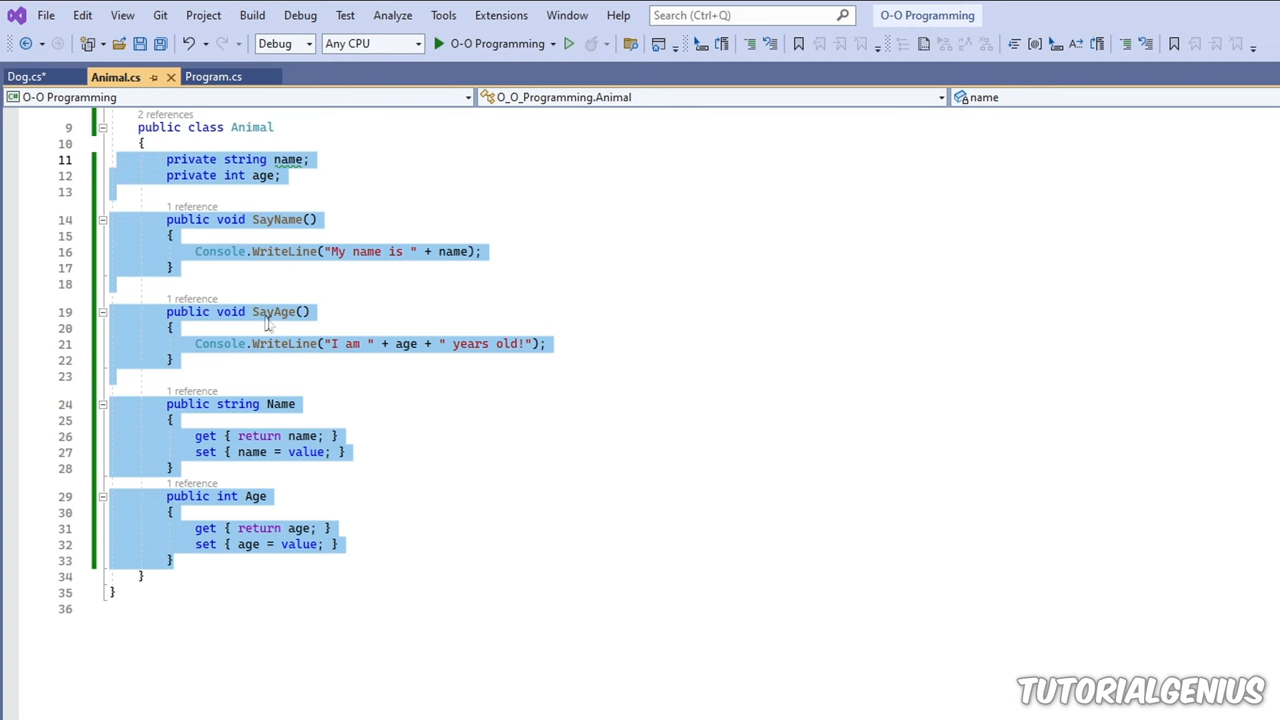 File Edit View Git Project Build Debug Test Analyze Tools Extensions Window Help Search (Ctrl+Q) O-O Programming
Debug Any CPU O-O Programming
Dog.cs* Animal.cs Program.cs
O-O Programming O_O_Programming.Animal name
2 references
9 public class Animal
10 {
11 private string name;
12 private int age;
13
1 reference
14 public void SayName()
15 {
16 Console.WriteLine("My name is " + name);
17 }
18
1 reference
19 public void SayAge()
20 {
21 Console.WriteLine("I am " + age + " years old!");
22 }
23
1 reference
24 public string Name
25 {
26 get { return name; }
27 set { name = value; }
28 }
1 reference
29 public int Age
30 {
31 get { return age; }
32 set { age = value; }
33 }
34 }
35 }
36
TUTORIALGENIUS